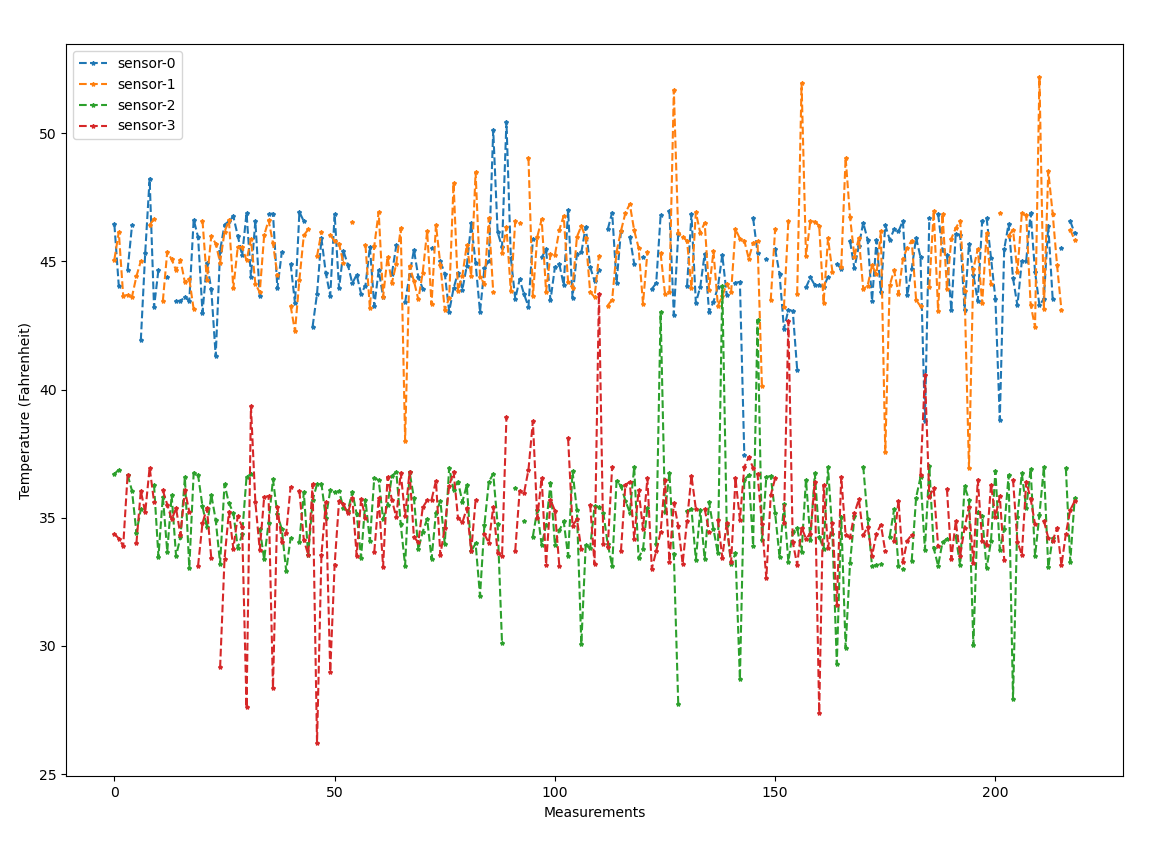 sensor-0
sensor-1
sensor-2
sensor-3
50
45
40
35
30
25
Temperature (Fahrenheit)
0 50 100 150 200
Measurements